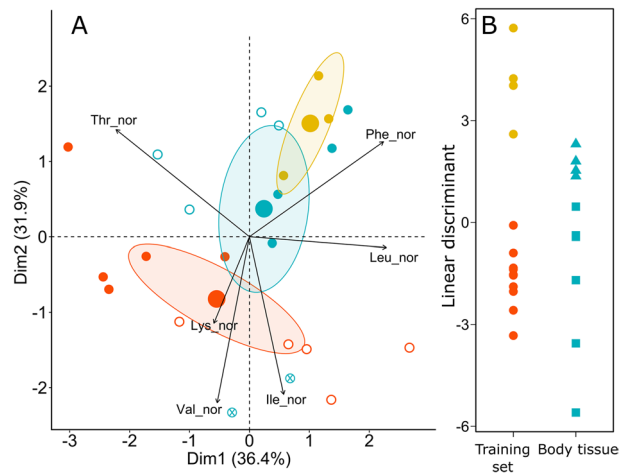 A
2
1
0
-1
-2
Dim2 (31.9%)
Thr_nor
Phe_nor
Leu_nor
Lys_nor
Val_nor
Ile_nor
-3
-2
-1
0
1
2
Dim1 (36.4%)
B
6
3
0
-3
-6
Linear discriminant
Training
set
Body tissue